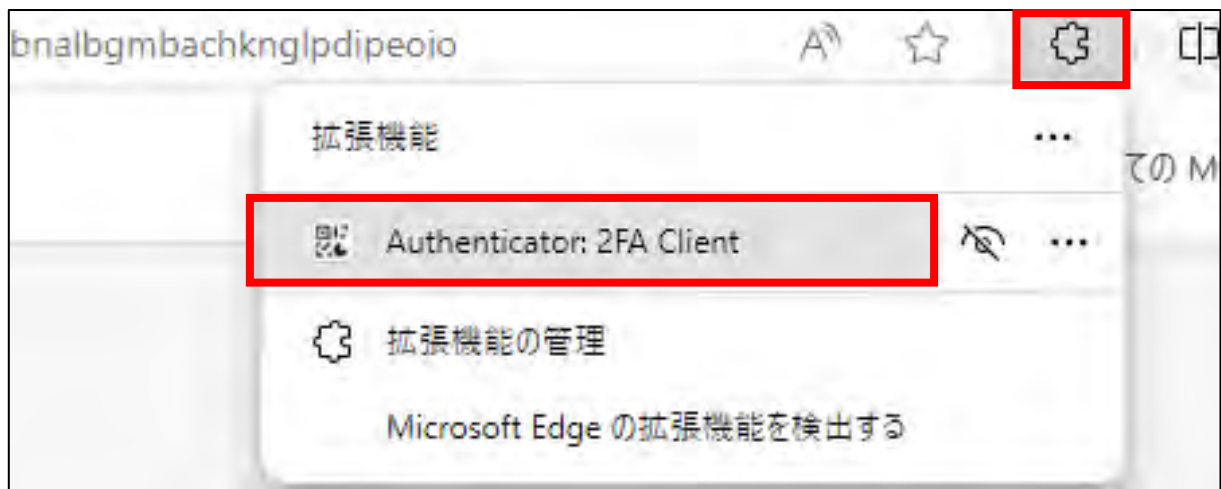 bnalbgmbachknglpdipeojo
拡張機能
ての M
Authenticator: 2FA Client
拡張機能の管理
Microsoft Edge の拡張機能を検出する